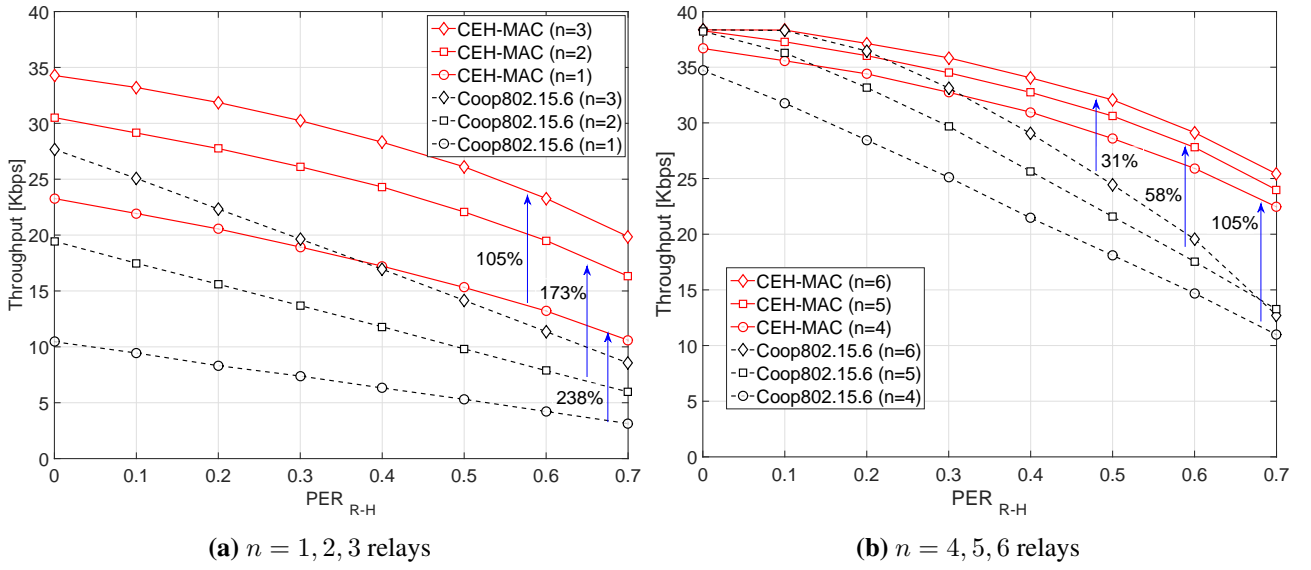 40
35
30
25
20
15
10
5
0
Throughput [Kbps]
CEH-MAC (n=3)
CEH-MAC (n=2)
CEH-MAC (n=1)
Coop802.15.6 (n=3)
Coop802.15.6 (n=2)
Coop802.15.6 (n=1)
105%
173%
238%
0 0.1 0.2 0.3 0.4 0.5 0.6 0.7
PER R-H
(a) n = 1, 2, 3 relays
40
35
30
25
20
15
10
5
0
Throughput [Kbps]
31%
58%
105%
CEH-MAC (n=6)
CEH-MAC (n=5)
CEH-MAC (n=4)
Coop802.15.6 (n=6)
Coop802.15.6 (n=5)
Coop802.15.6 (n=4)
0 0.1 0.2 0.3 0.4 0.5 0.6 0.7
PER R-H
(b) n = 4, 5, 6 relays